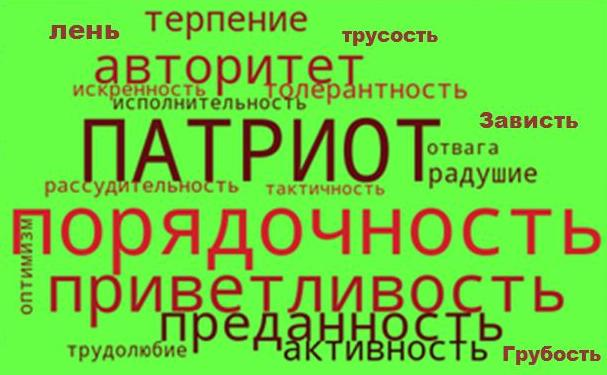 терпение
лень
трусость
авторитет
искренность
толерантность
исполнительность
ПАТРИОТ
Зависть
отвага
радушие
рассудительность
тактичность
порядочность
оптимизм
приветливость
преданность
трудолюбие
активность
Грубость